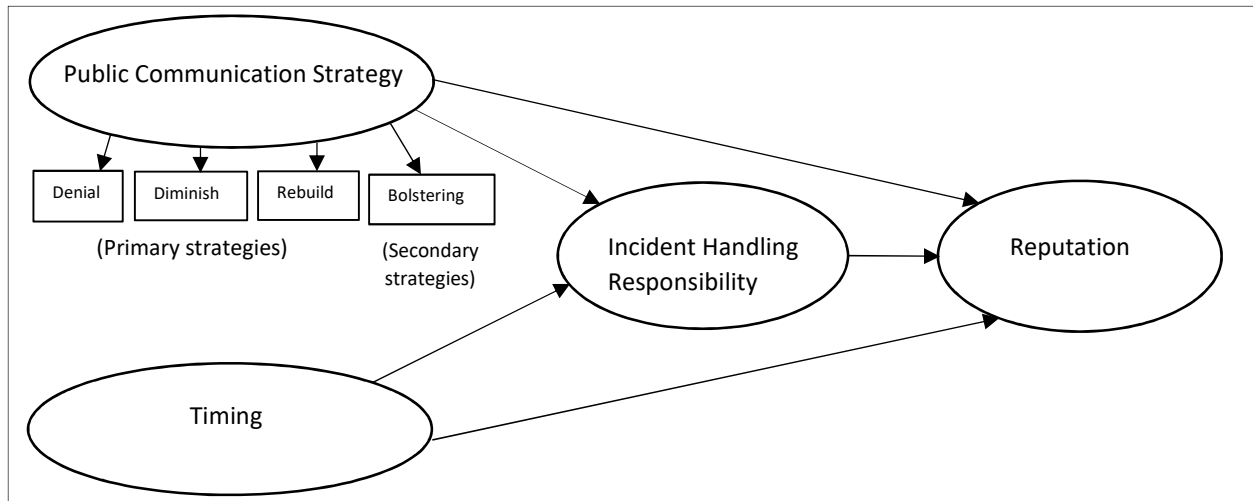 Public Communication Strategy
Denial
Diminish
Rebuild
Bolstering
(Primary strategies)
(Secondary
strategies)
Incident Handling
Responsibility
Reputation
Timing